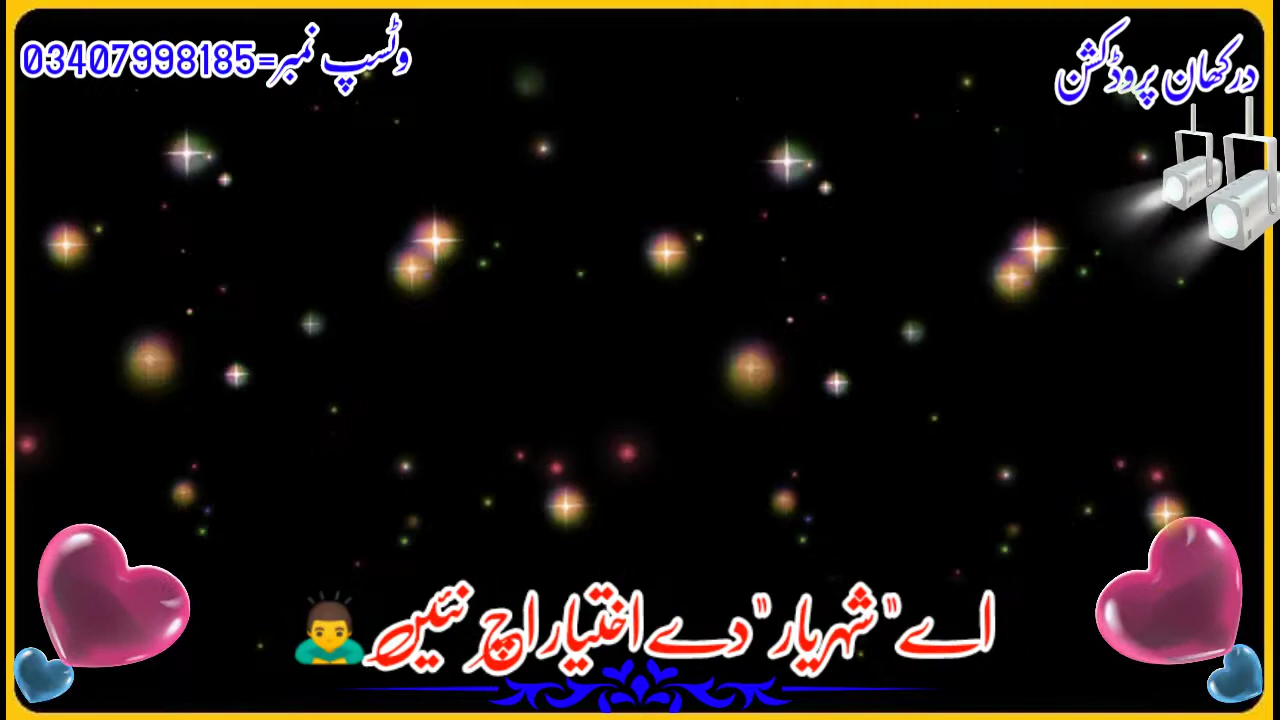 درکھان پروڈکشن
وٹسپ نمبر=03407998185
اے "شہریار" دے اختیار اچ نئیں